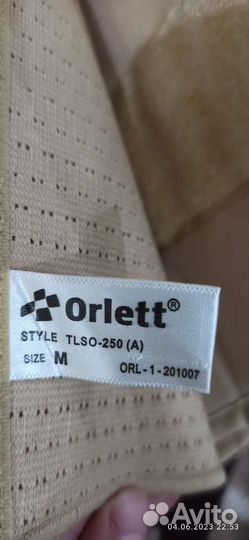 Orlett®
STYLE TLSO-250 (A)
SIZE M ORL-1-201007
Avito
04.06.2023 22:53